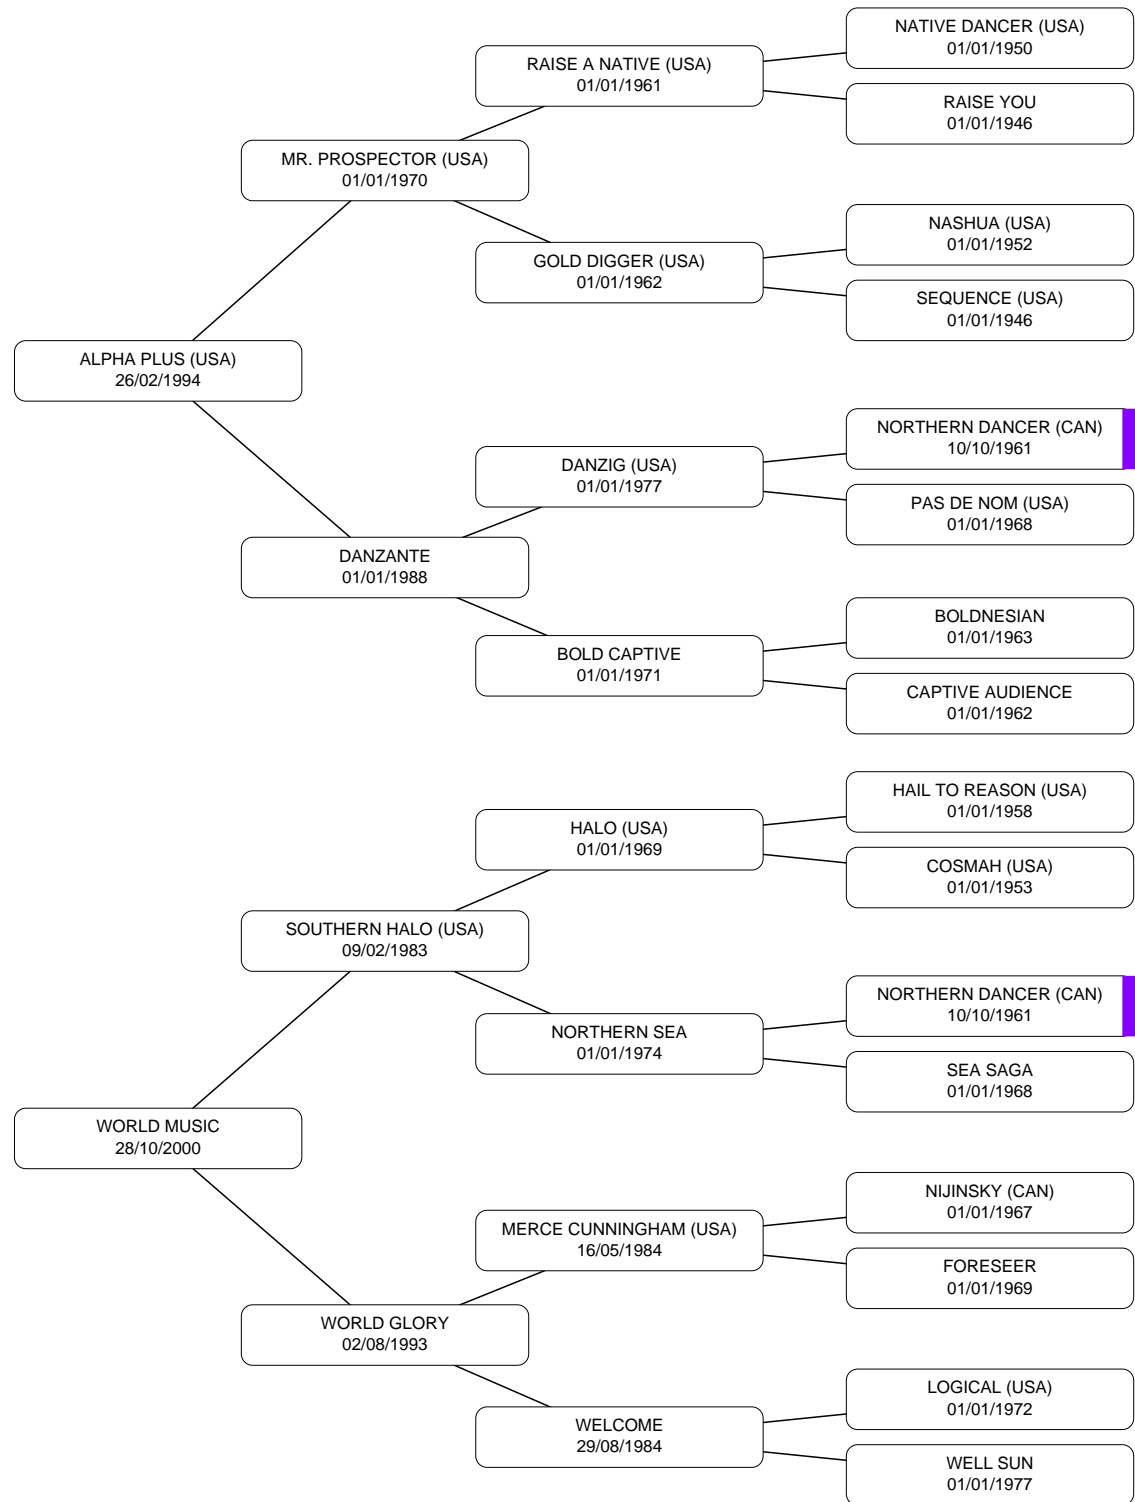 NATIVE DANCER (USA)
01/01/1950
RAISE A NATIVE (USA)
01/01/1961
RAISE YOU
01/01/1946
MR. PROSPECTOR (USA)
01/01/1970
NASHUA (USA)
01/01/1952
GOLD DIGGER (USA)
01/01/1962
SEQUENCE (USA)
01/01/1946
ALPHA PLUS (USA)
26/02/1994
NORTHERN DANCER (CAN)
10/10/1961
DANZIG (USA)
01/01/1977
PAS DE NOM (USA)
01/01/1968
DANZANTE
01/01/1988
BOLDNESIAN
01/01/1963
BOLD CAPTIVE
01/01/1971
CAPTIVE AUDIENCE
01/01/1962
HAIL TO REASON (USA)
01/01/1958
HALO (USA)
01/01/1969
COSMAH (USA)
01/01/1953
SOUTHERN HALO (USA)
09/02/1983
NORTHERN DANCER (CAN)
10/10/1961
NORTHERN SEA
01/01/1974
SEA SAGA
01/01/1968
WORLD MUSIC
28/10/2000
NIJINSKY (CAN)
01/01/1967
MERCE CUNNINGHAM (USA)
16/05/1984
FORESEER
01/01/1969
WORLD GLORY
02/08/1993
LOGICAL (USA)
01/01/1972
WELCOME
29/08/1984
WELL SUN
01/01/1977